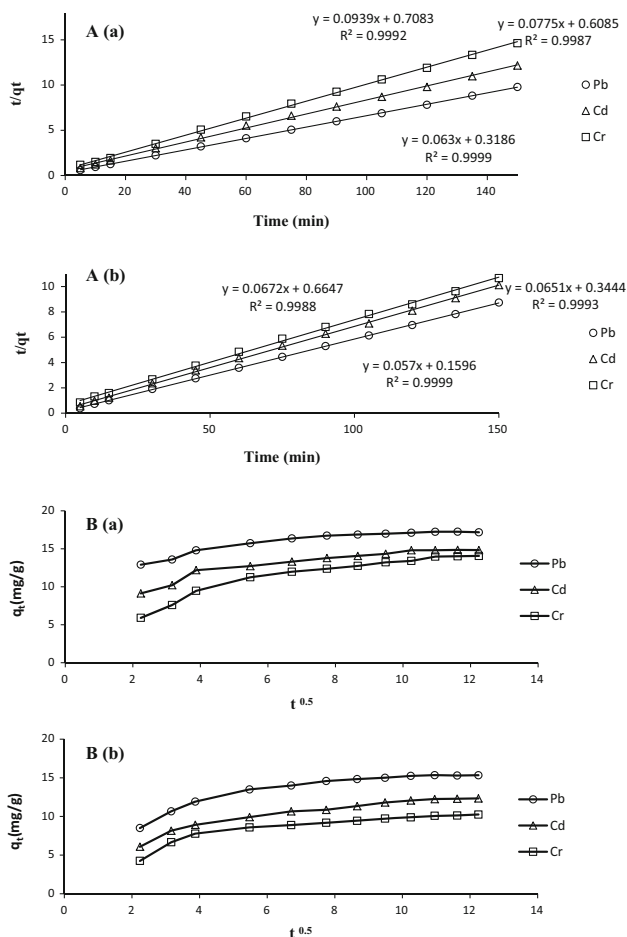 A (a)
y = 0.0939x + 0.7083
R² = 0.9992
y = 0.0775x + 0.6085
R² = 0.9987
y = 0.063x + 0.3186
R² = 0.9999
t/qt
15
10
5
0
0 20 40 60 80 100 120 140
Time (min)
Pb
Cd
Cr
A (b)
y = 0.0672x + 0.6647
R² = 0.9988
y = 0.0651x + 0.3444
R² = 0.9993
y = 0.057x + 0.1596
R² = 0.9999
t/qt
10
8
6
4
2
0
0 50 100 150
Time (min)
Pb
Cd
Cr
B (a)
qt(mg/g)
20
15
10
5
0
0 2 4 6 8 10 12 14
t 0.5
Pb
Cd
Cr
B (b)
qt(mg/g)
20
15
10
5
0
0 2 4 6 8 10 12 14
t 0.5
Pb
Cd
Cr